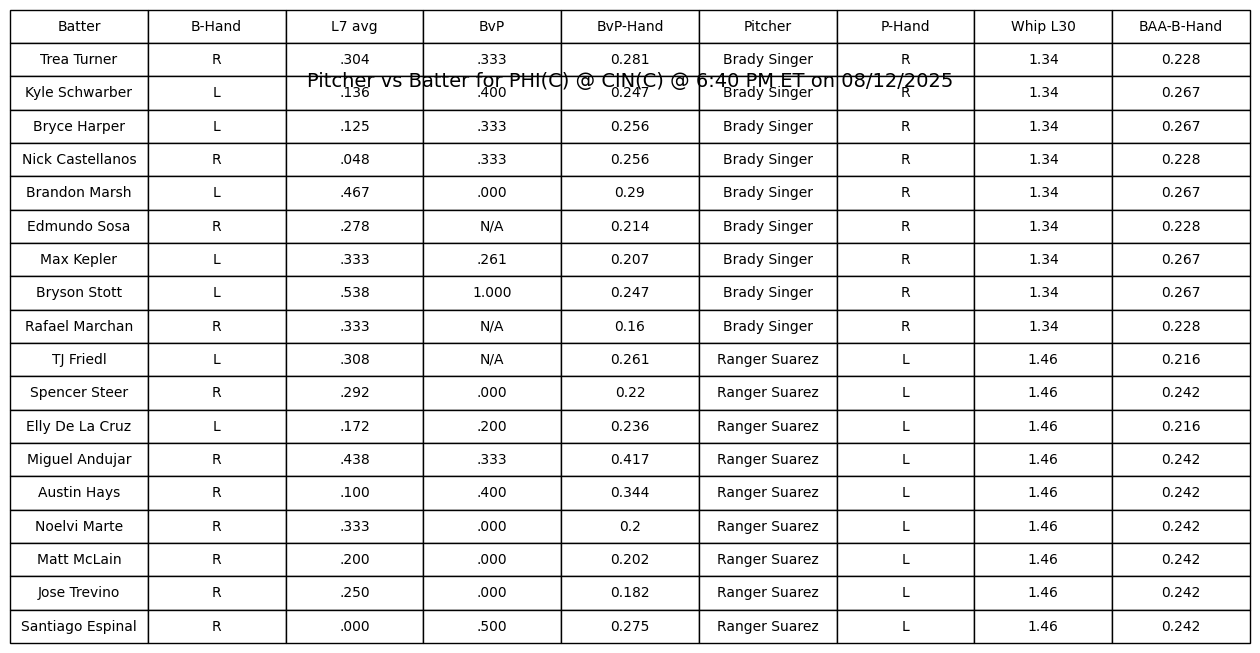 Batter B-Hand L7 avg BvP BvP-Hand Pitcher P-Hand Whip L30 BAA-B-Hand
Trea Turner R .304 .333 0.281 Brady Singer R 1.34 0.228
Pitcher vs Batter for PHI(C) @ CIN(C) @ 6:40 PM ET on 08/12/2025
Kyle Schwarber L .136 .400 0.247 Brady Singer R 1.34 0.267
Bryce Harper L .125 .333 0.256 Brady Singer R 1.34 0.267
Nick Castellanos R .048 .333 0.256 Brady Singer R 1.34 0.228
Brandon Marsh L .467 .000 0.29 Brady Singer R 1.34 0.267
Edmundo Sosa R .278 N/A 0.214 Brady Singer R 1.34 0.228
Max Kepler L .333 .261 0.207 Brady Singer R 1.34 0.267
Bryson Stott L .538 1.000 0.247 Brady Singer R 1.34 0.267
Rafael Marchan R .333 N/A 0.16 Brady Singer R 1.34 0.228
TJ Friedl L .308 N/A 0.261 Ranger Suarez L 1.46 0.216
Spencer Steer R .292 .000 0.22 Ranger Suarez L 1.46 0.242
Elly De La Cruz L .172 .200 0.236 Ranger Suarez L 1.46 0.216
Miguel Andujar R .438 .333 0.417 Ranger Suarez L 1.46 0.242
Austin Hays R .100 .400 0.344 Ranger Suarez L 1.46 0.242
Noelvi Marte R .333 .000 0.2 Ranger Suarez L 1.46 0.242
Matt McLain R .200 .000 0.202 Ranger Suarez L 1.46 0.242
Jose Trevino R .250 .000 0.182 Ranger Suarez L 1.46 0.242
Santiago Espinal R .000 .500 0.275 Ranger Suarez L 1.46 0.242